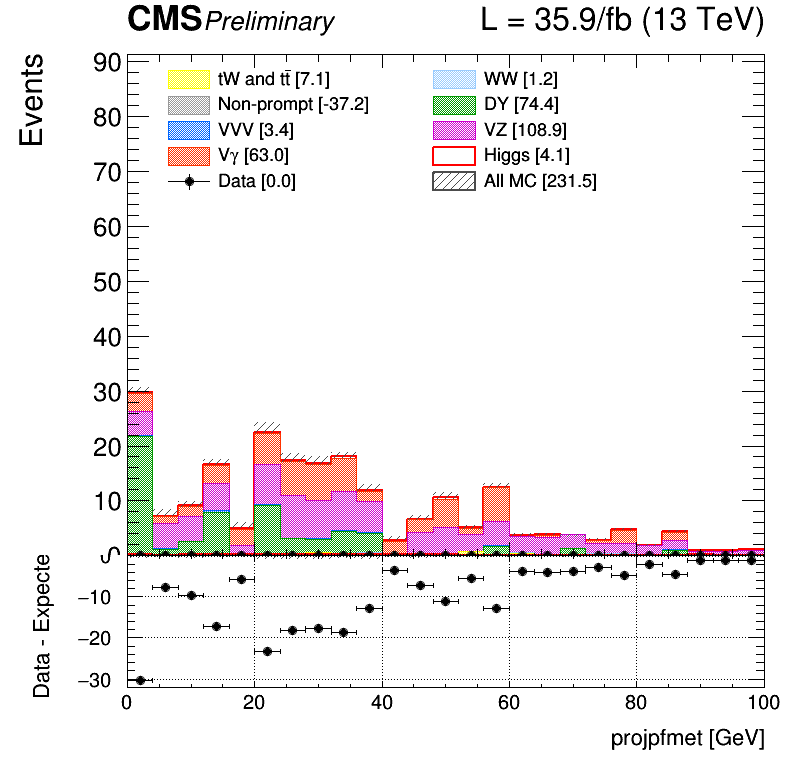 CMS Preliminary L = 35.9/fb (13 TeV)
Events
90
80
70
60
50
40
30
20
10
0
tW and tt̄ [7.1]
Non-prompt [-37.2]
VVV [3.4]
Vγ [63.0]
Data [0.0]
WW [1.2]
DY [74.4]
VZ [108.9]
Higgs [4.1]
All MC [231.5]
Data - Expecte
−10
−20
−30
0 20 40 60 80 100
projpfmet [GeV]